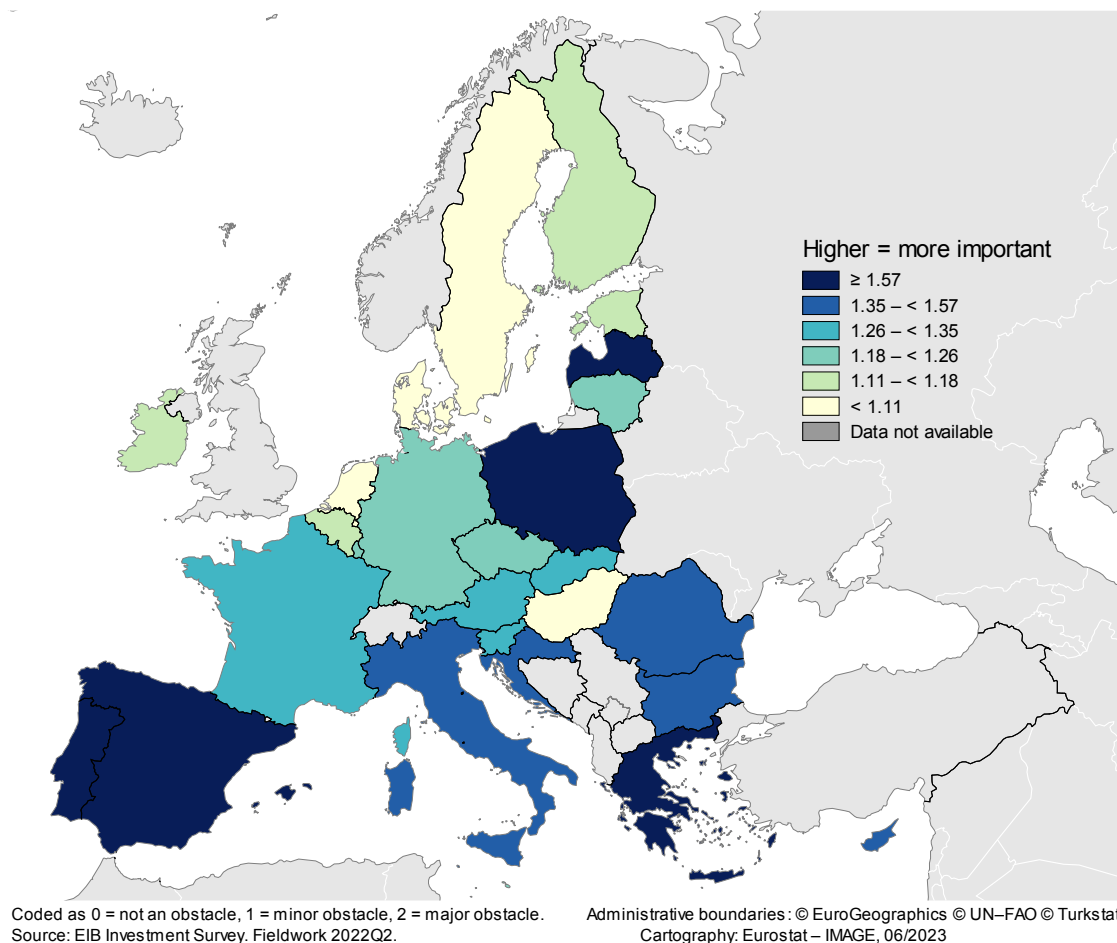 Higher = more important
≥ 1.57
1.35 – < 1.57
1.26 – < 1.35
1.18 – < 1.26
1.11 – < 1.18
< 1.11
Data not available
Coded as 0 = not an obstacle, 1 = minor obstacle, 2 = major obstacle.
Source: EIB Investment Survey. Fieldwork 2022Q2.
Administrative boundaries: © EuroGeographics © UN–FAO © Turkstat
Cartography: Eurostat – IMAGE, 06/2023